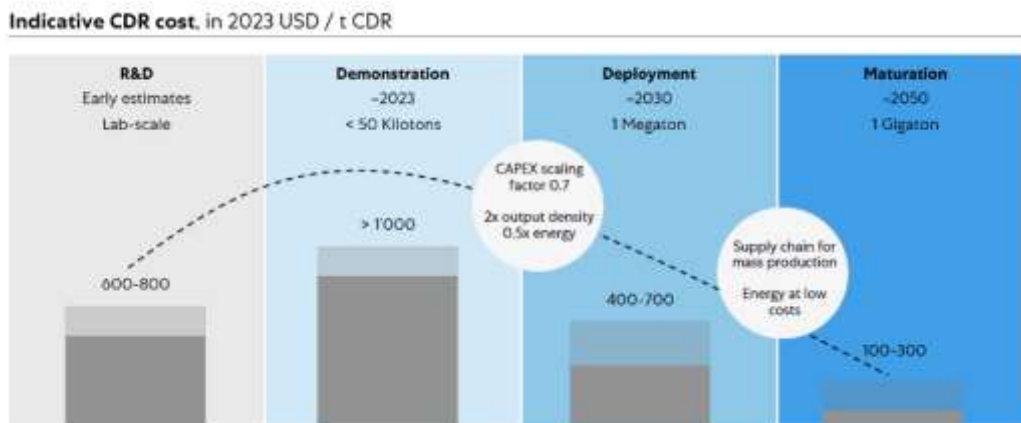 Indicative CDR cost, in 2023 USD / t CDR
R&D
Early estimates
Lab-scale
600-800
Demonstration
~2023
< 50 Kilotons
> 1'000
CAPEX scaling
factor 0.7
2x output density
0.5x energy
Deployment
~2030
1 Megaton
400-700
Supply chain for
mass production
Energy at low
costs
Maturation
~2050
1 Gigaton
100-300